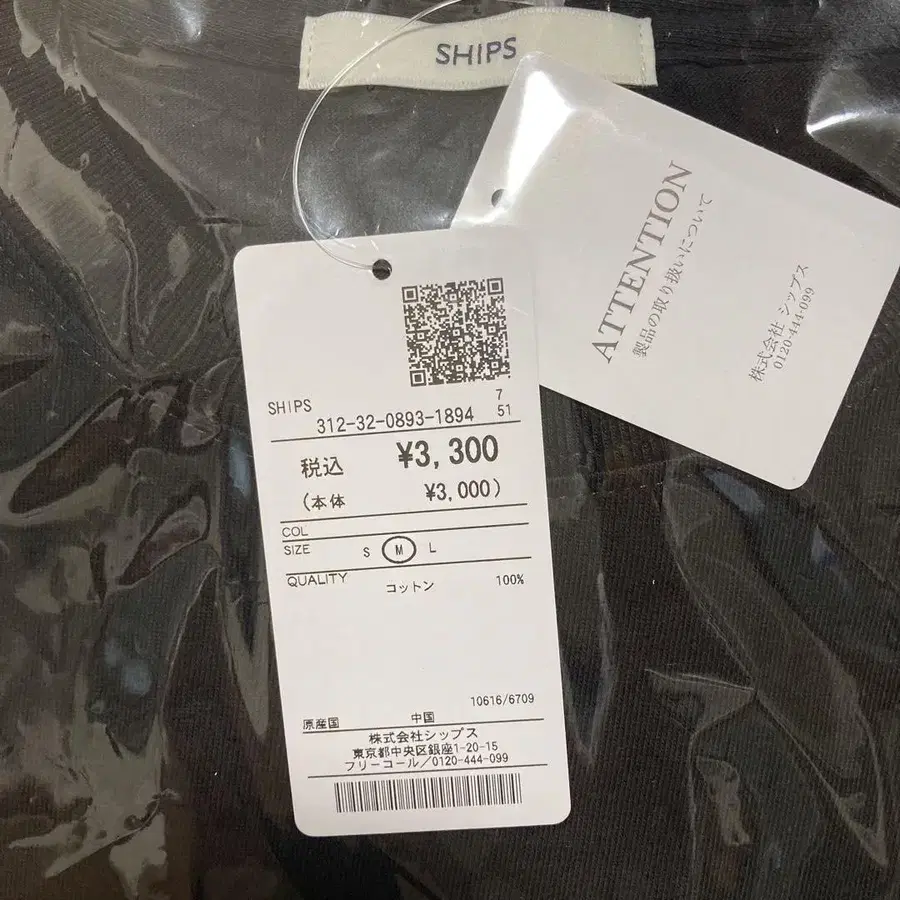 SHIPS
ATTENTION
製品の取り扱いについて
株式会社 シップス
0120-444-099
SHIPS
7
312-32-0893-1894 51
税込 ¥3,300
(本体 ¥3,000)
COL
SIZE S M L
QUALITY コットン 100%
10616/6709
原産国 中国
株式会社シップス
東京都中央区銀座1-20-15
フリーコール/0120-444-099